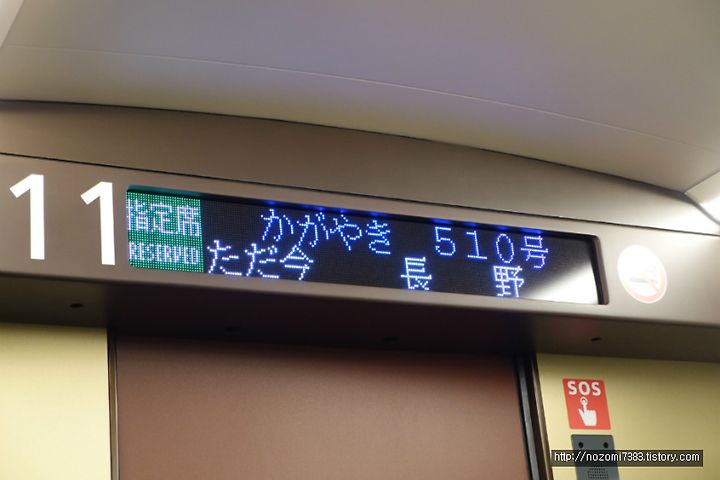 11
指定席
RESERVED
かがやき 510号
ただ今 長 野
SOS
http://nozomi7383.tistory.com